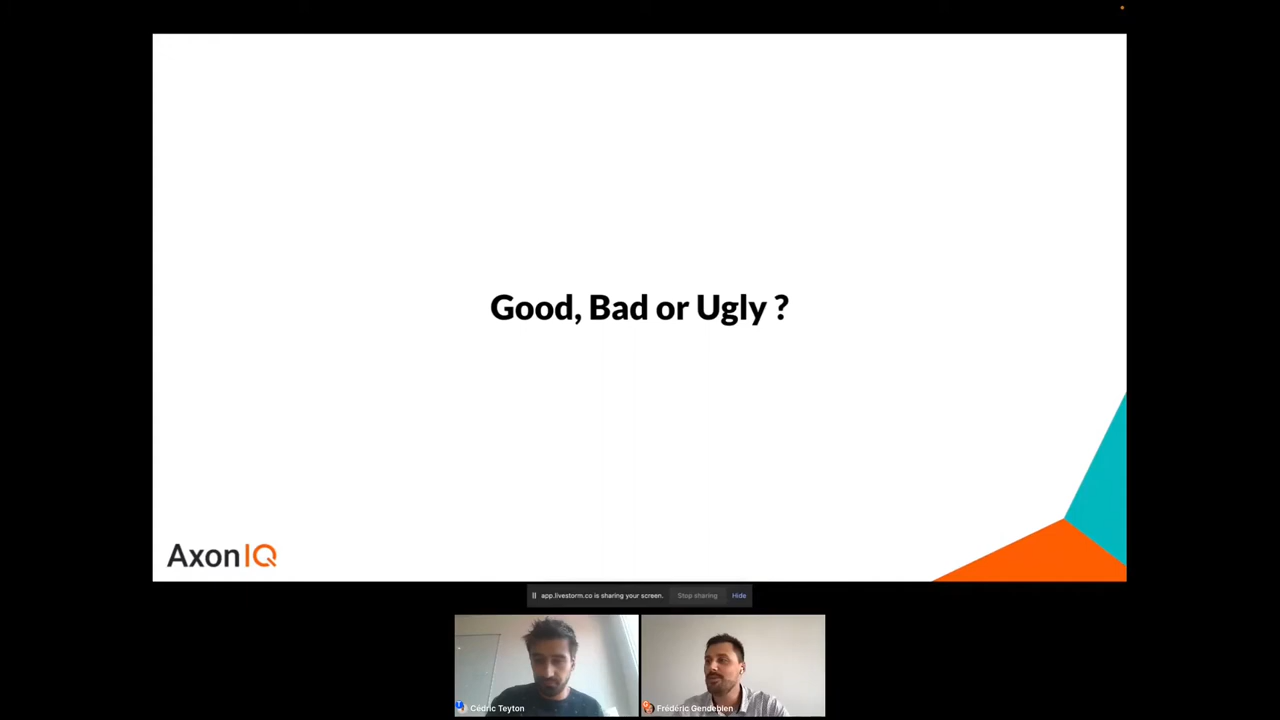 Good, Bad or Ugly ?
AxonIQ
app.livestorm.co is sharing your screen. Stop sharing Hide
Cédric Teyton
Frédéric Gendebien